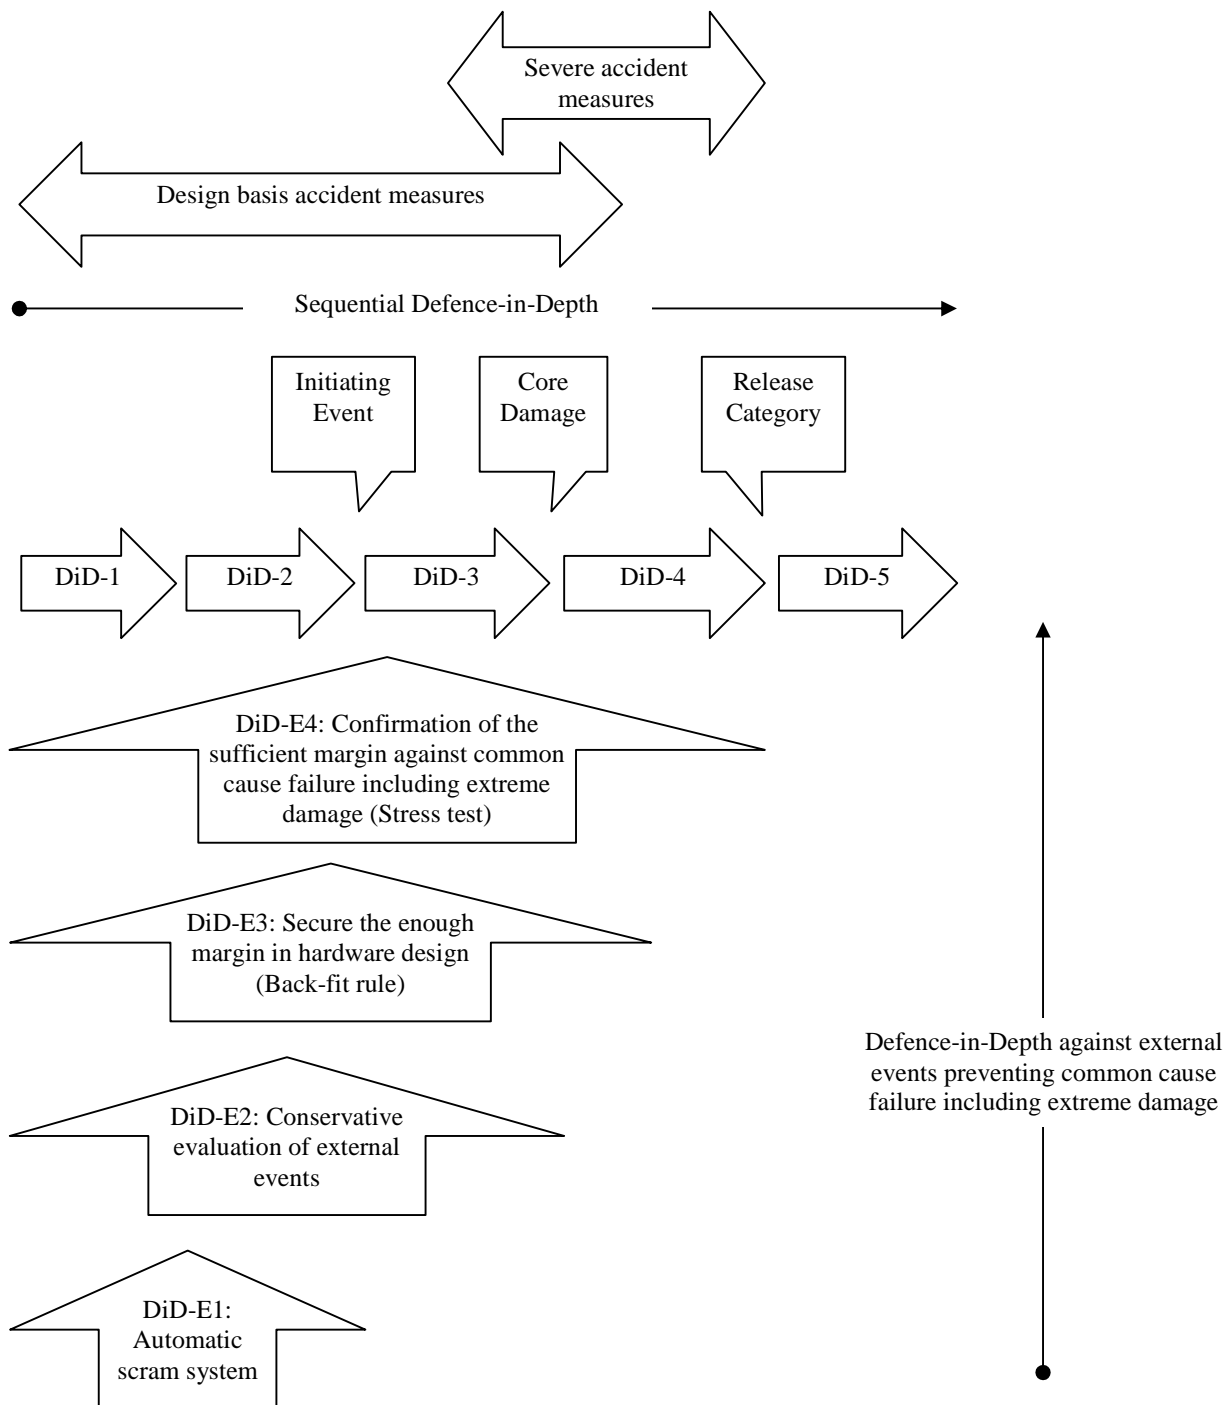 Severe accident
measures
Design basis accident measures
Sequential Defence-in-Depth
Initiating
Event
Core
Damage
Release
Category
DiD-1
DiD-2
DiD-3
DiD-4
DiD-5
DiD-E4: Confirmation of the
sufficient margin against common
cause failure including extreme
damage (Stress test)
DiD-E3: Secure the enough
margin in hardware design
(Back-fit rule)
Defence-in-Depth against external
events preventing common cause
failure including extreme damage
DiD-E2: Conservative
evaluation of external
events
DiD-E1:
Automatic
scram system